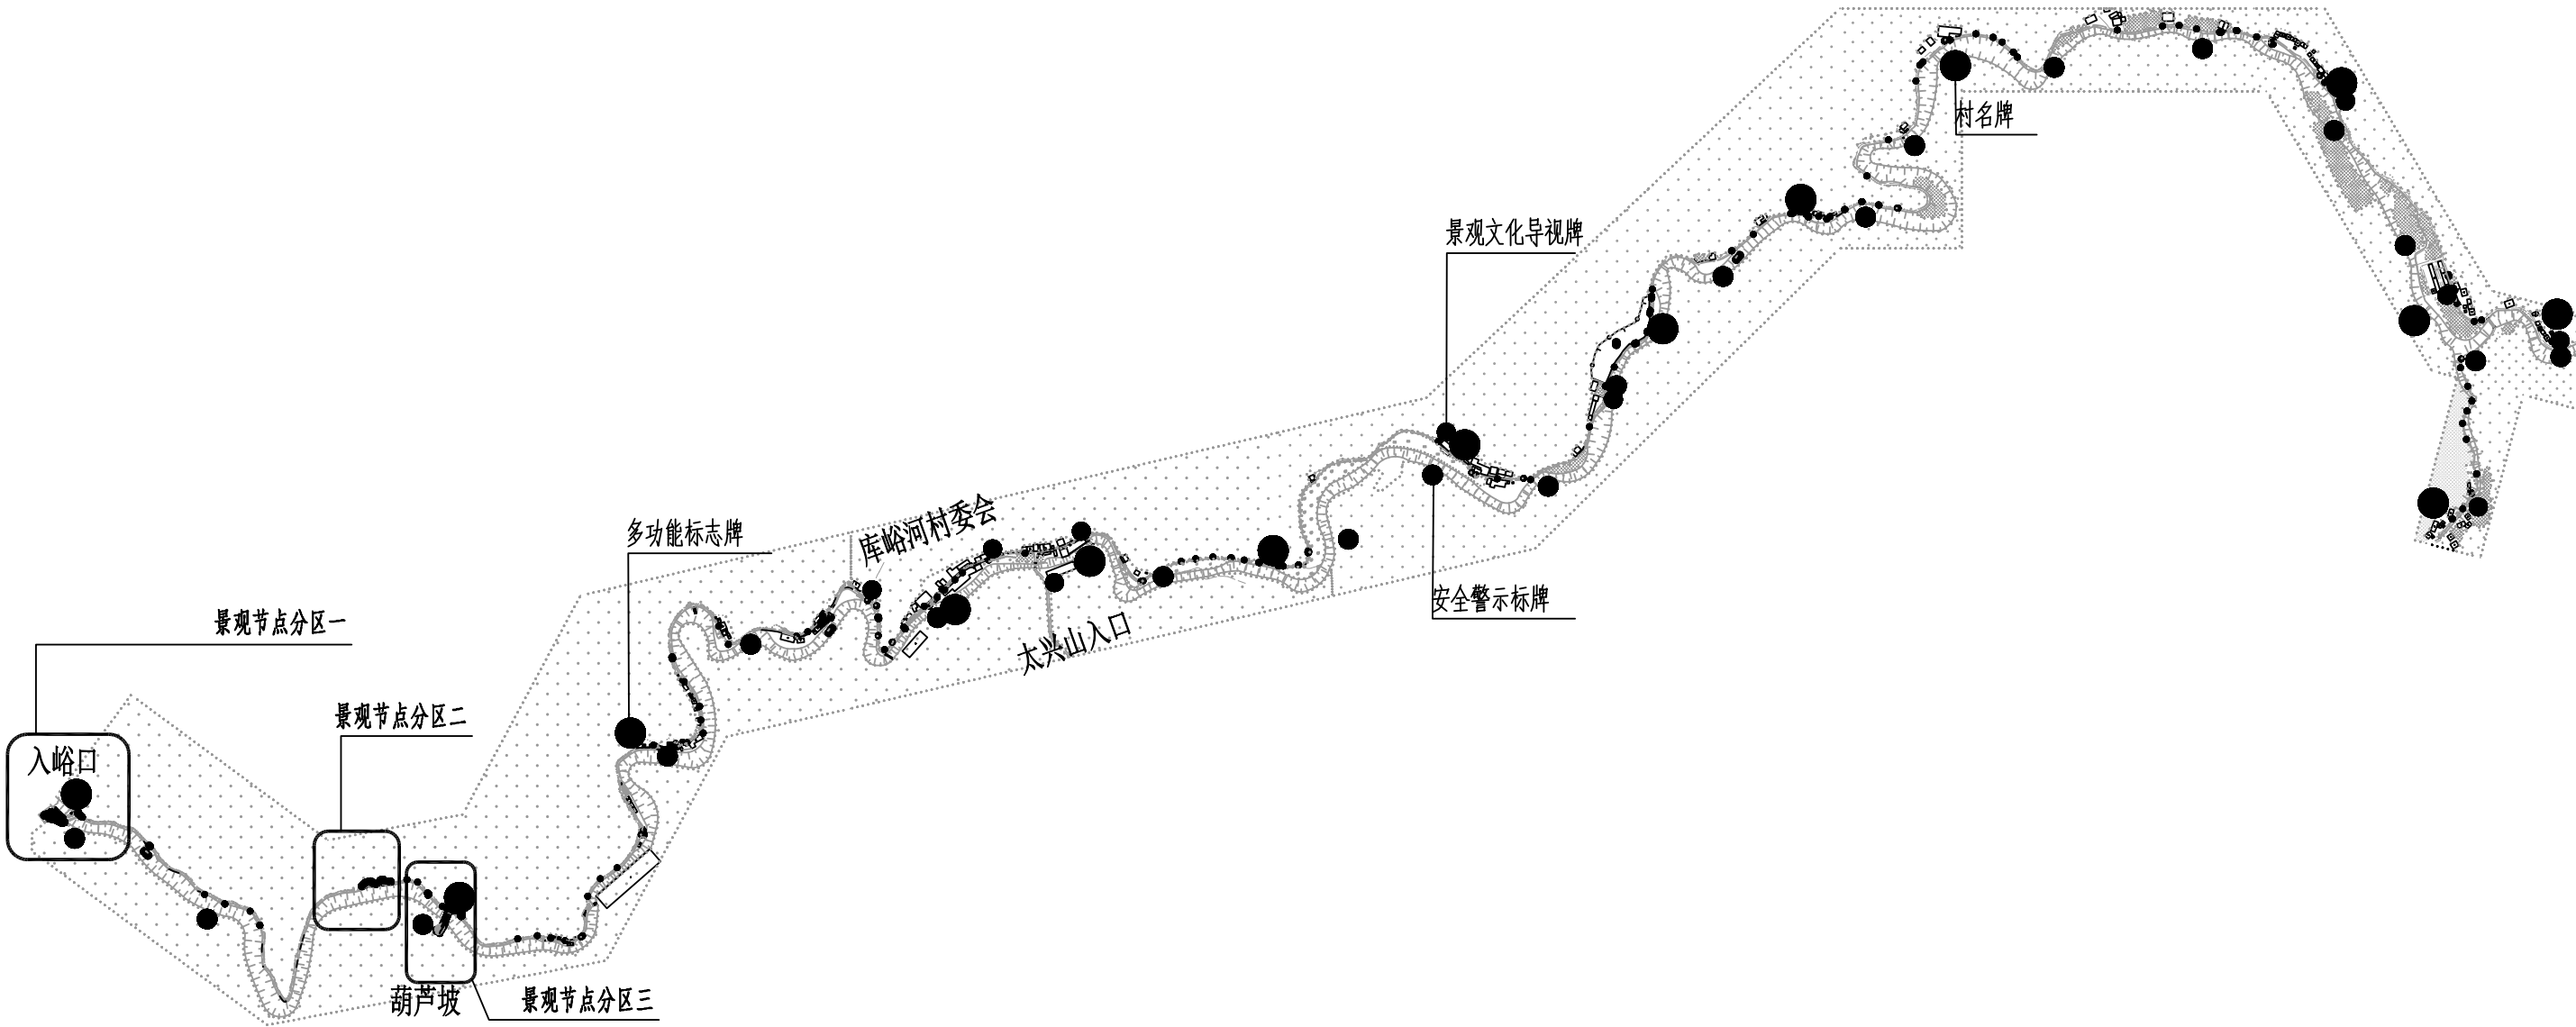 村名牌
景观文化导视牌
库峪河村委会
多功能标志牌
安全警示标牌
太兴山入口
景观节点分区一
景观节点分区二
入峪口
葫芦坡
景观节点分区三